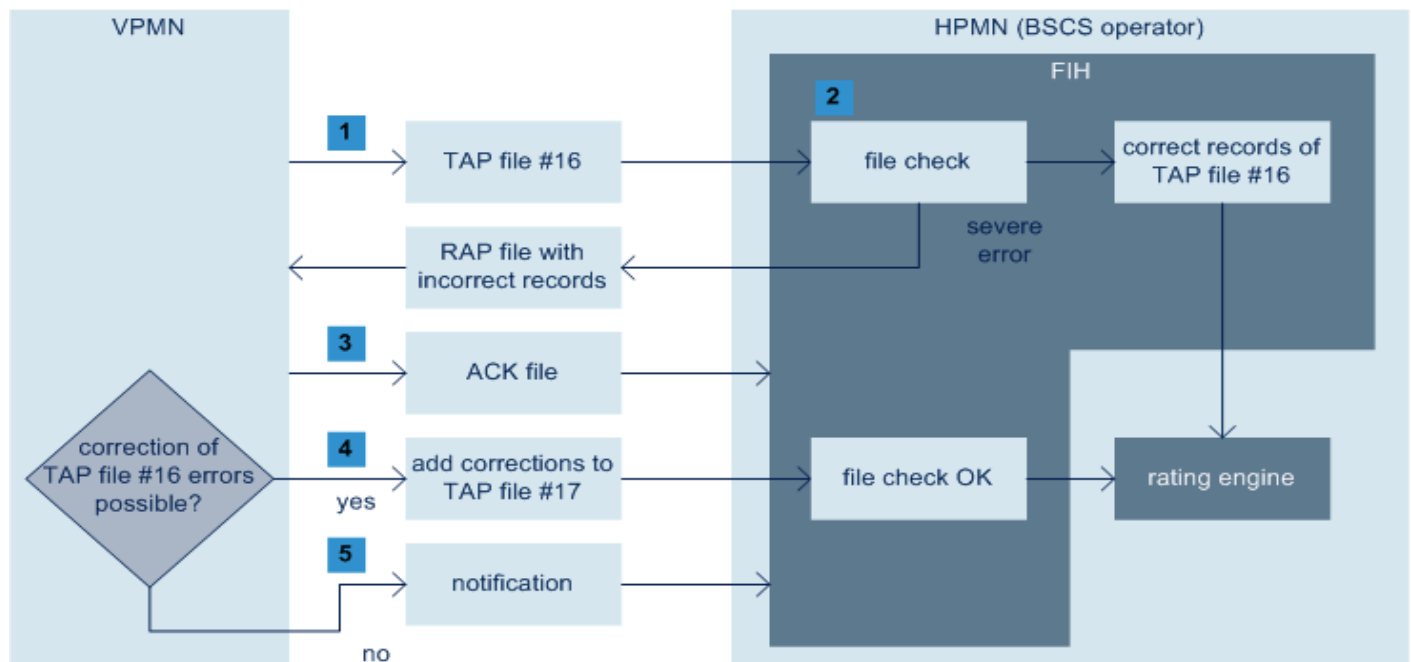 VPMN
HPMN (BSCS operator)
FIH
1
2
TAP file #16
file check
correct records of
TAP file #16
RAP file with
incorrect records
severe
error
3
ACK file
correction of
TAP file #16 errors
possible?
4
yes
add corrections to
TAP file #17
file check OK
rating engine
5
notification
no